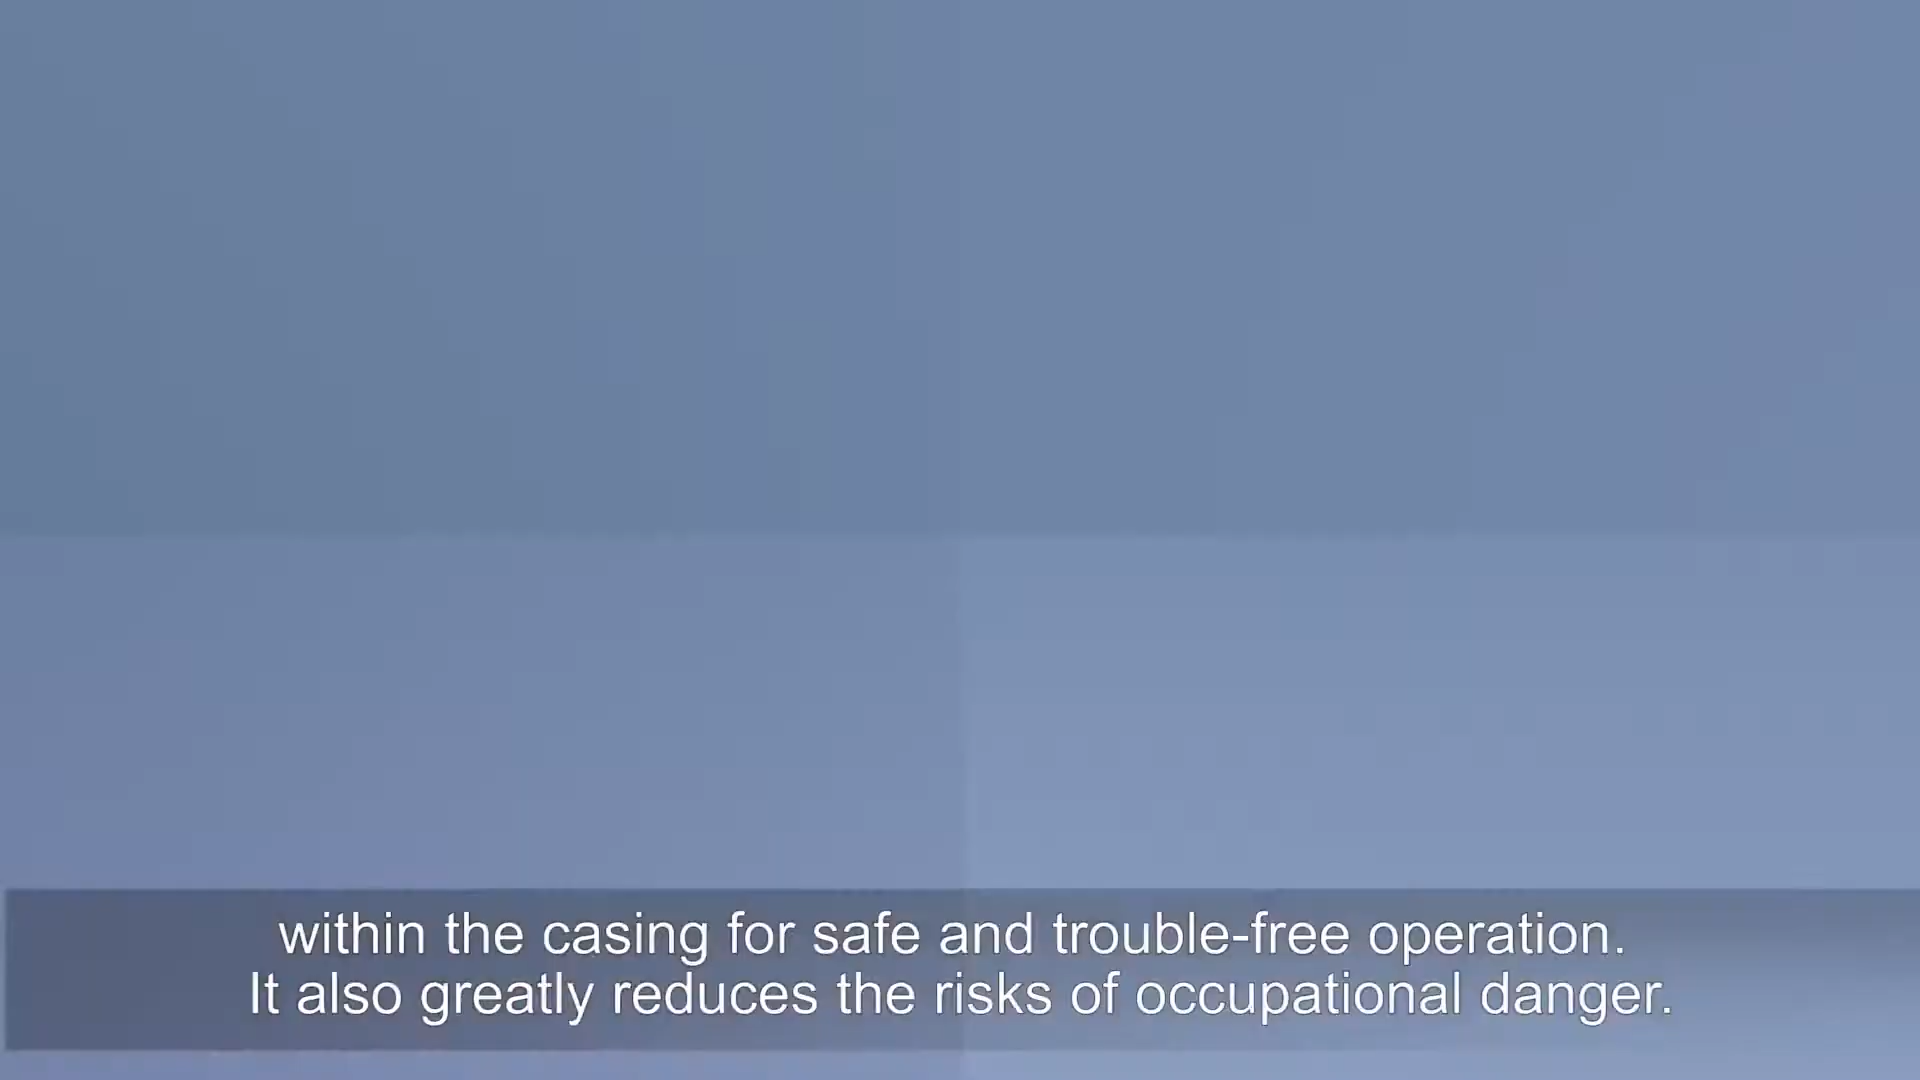 within the casing for safe and trouble-free operation.
It also greatly reduces the risks of occupational danger.